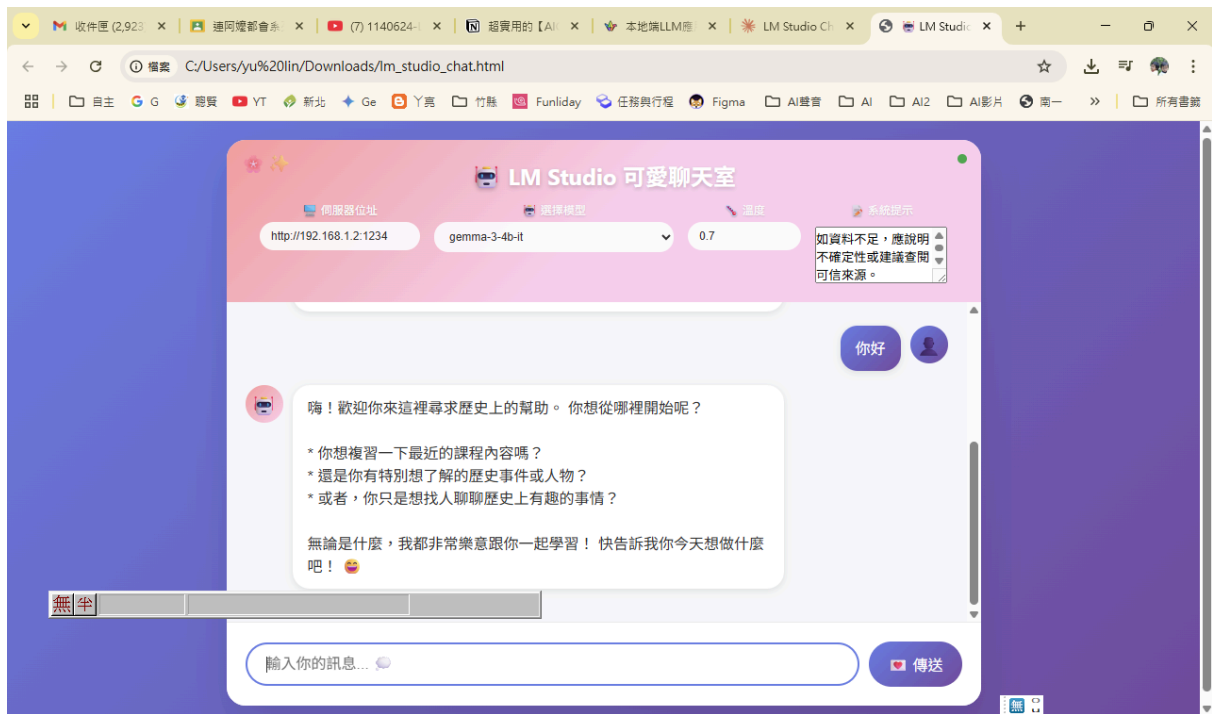 收件匣 (2,923
連阿嬤都會系
(7) 1140624-
超實用的【AI
本地端LLM應
LM Studio Ch
LM Studio
檔案 C:/Users/yu%20lin/Downloads/lm_studio_chat.html
自主 G 聰賢 YT 新北 Ge 丫亮 竹縣 Funliday 任務與行程 Figma AI聲音 AI AI2 AI影片 南一 » 所有書籤
LM Studio 可愛聊天室
伺服器位址 選擇模型 溫度 系統提示
http://192.168.1.2:1234 gemma-3-4b-it 0.7
如資料不足，應說明
不確定性或建議查閱
可信來源。
你好
嗨！歡迎你來這裡尋求歷史上的幫助。 你想從哪裡開始呢？
* 你想複習一下最近的課程內容嗎？
* 還是你有特別想了解的歷史事件或人物？
* 或者，你只是想找人聊聊歷史上有趣的事情？
無論是什麼，我都非常樂意跟你一起學習！ 快告訴我你今天想做什麼
吧！
無 半
輸入你的訊息...
傳送
無